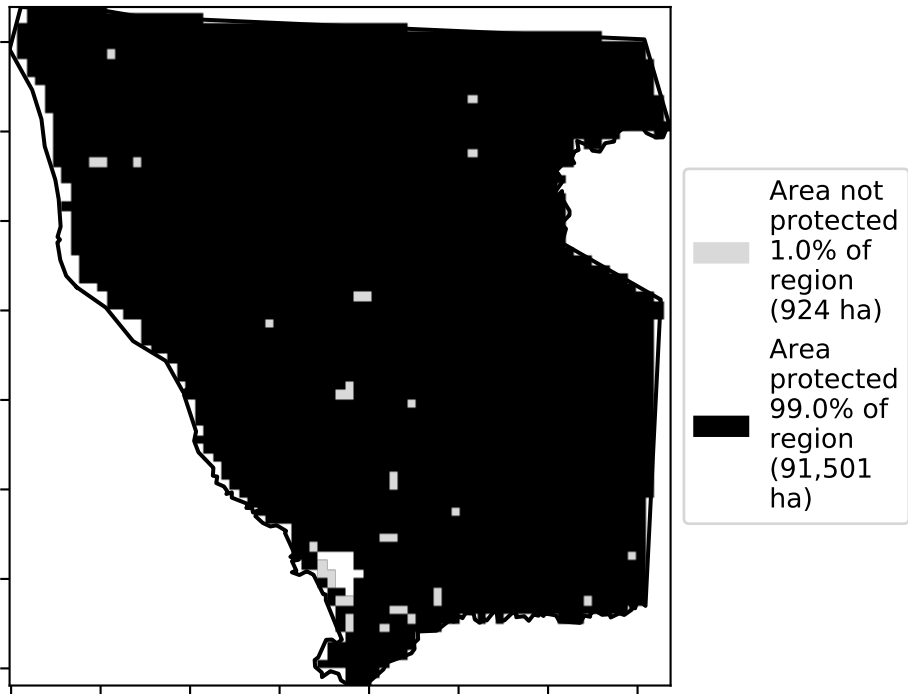 Area not
protected
1.0% of
region
(924 ha)
Area
protected
99.0% of
region
(91,501
ha)